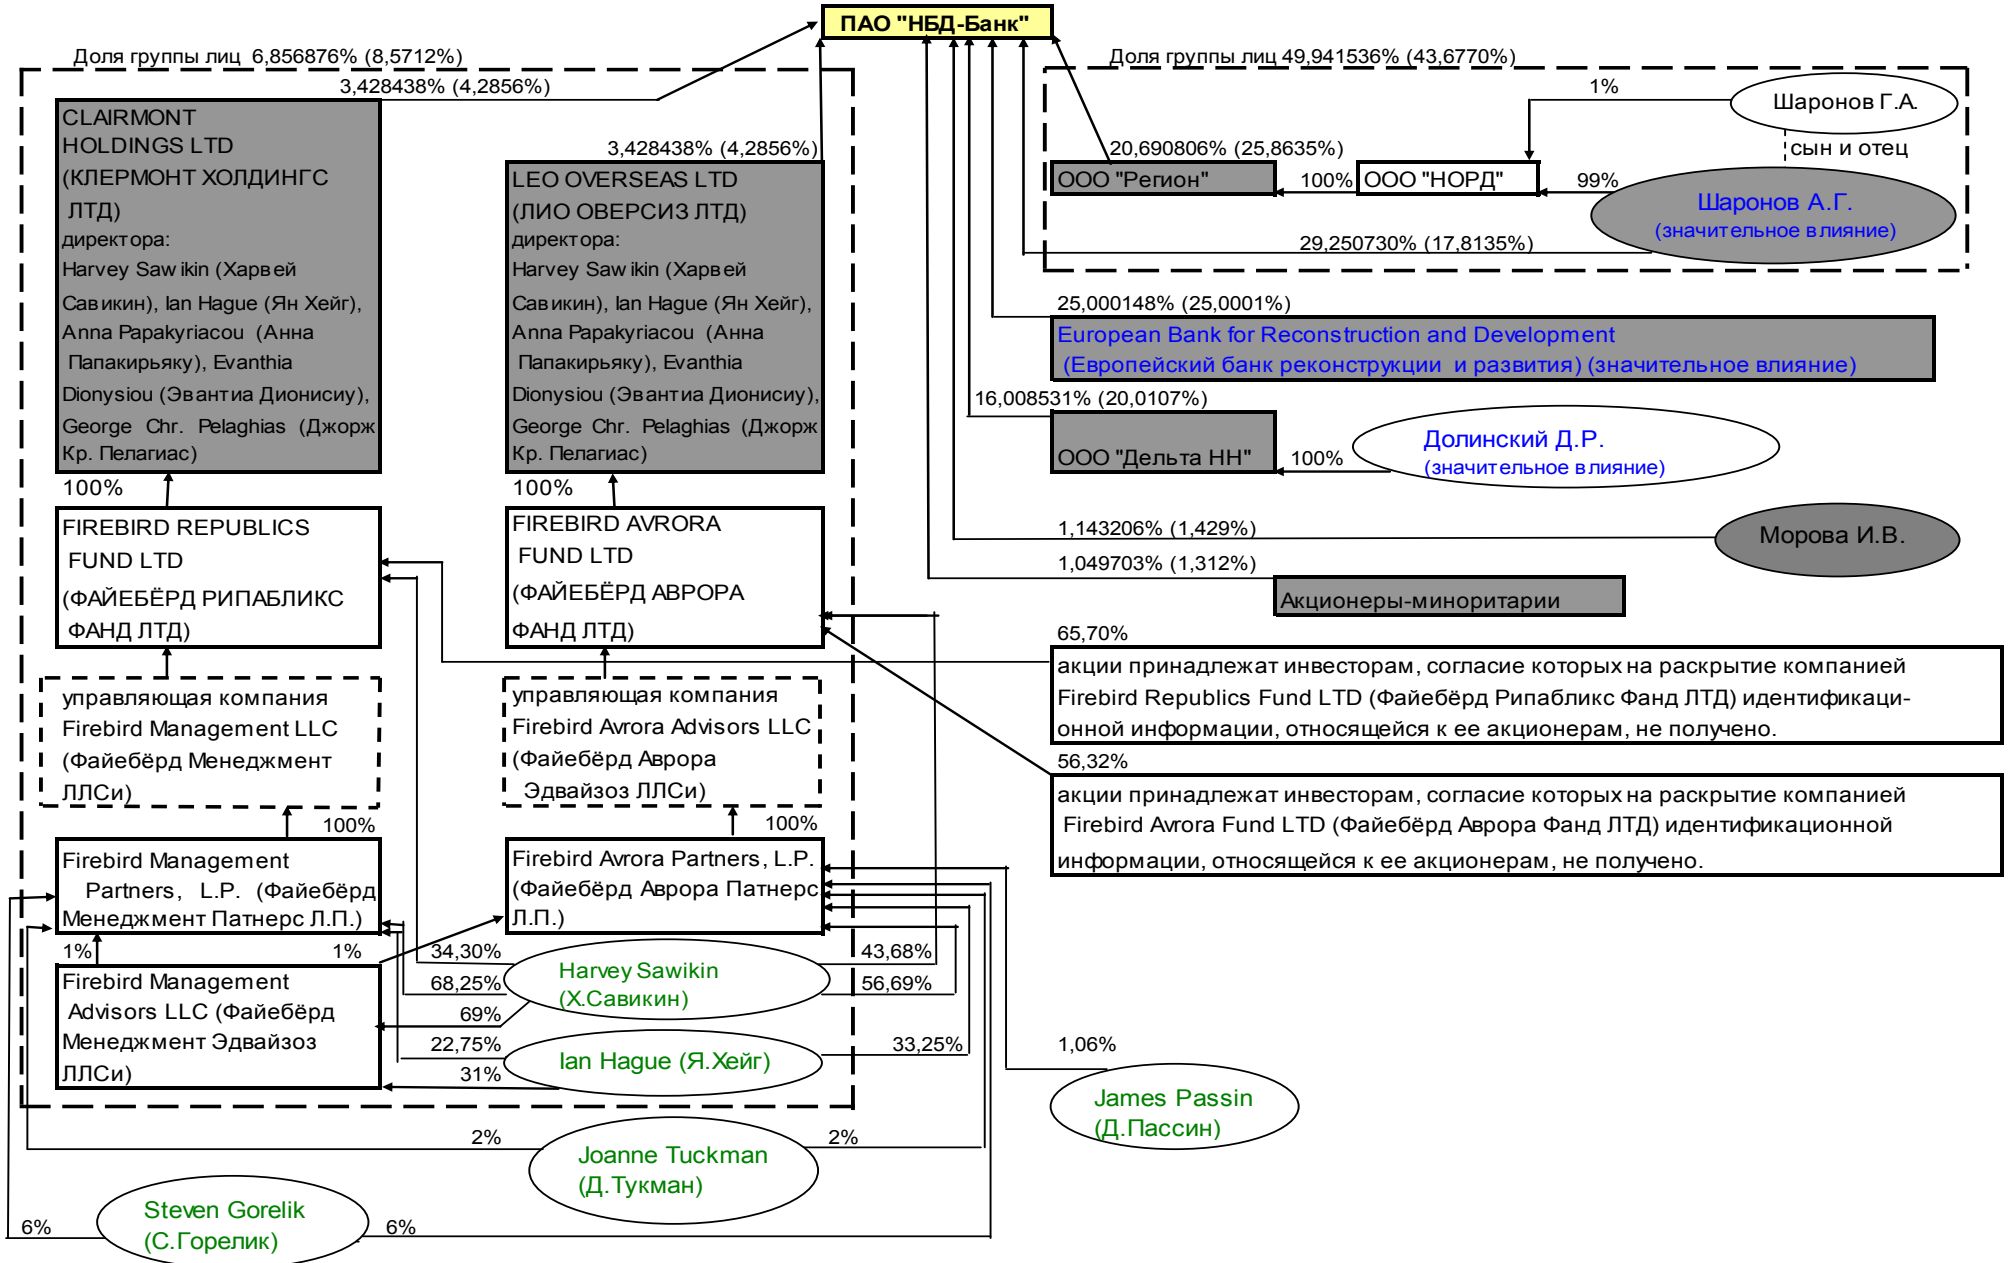 ПАО "НБД-Банк"
Доля группы лиц 6,856876% (8,5712%)
3,428438% (4,2856%)
CLAIRMONT
HOLDINGS LTD
(КЛЕРМОНТ ХОЛДИНГС
ЛТД)
директора:
Harvey Sawikin (Харвей
Савикин), Ian Hague (Ян Хейг),
Anna Papakyriacou (Анна
Папакирьяку), Evanthia
Dionysiou (Эвантиа Дионисиу),
George Chr. Pelaghias (Джорж
Кр. Пелагиас)
100%
FIREBIRD REPUBLICS
FUND LTD
(ФАЙЕБЁРД РИПАБЛИКС
ФАНД ЛТД)
управляющая компания
Firebird Management LLC
(Файебёрд Менеджмент
ЛЛСи)
100%
Firebird Management
Partners, L.P. (Файебёрд
Менеджмент Патнерс Л.П.)
1%
1%
Firebird Management
Advisors LLC (Файебёрд
Менеджмент Эдвайзоз
ЛЛСи)
3,428438% (4,2856%)
LEO OVERSEAS LTD
(ЛИО ОВЕРСИЗ ЛТД)
директора:
Harvey Sawikin (Харвей
Савикин), Ian Hague (Ян Хейг),
Anna Papakyriacou (Анна
Папакирьяку), Evanthia
Dionysiou (Эвантиа Дионисиу),
George Chr. Pelaghias (Джорж
Кр. Пелагиас)
100%
FIREBIRD AVRORA
FUND LTD
(ФАЙЕБЁРД АВРОРА
ФАНД ЛТД)
управляющая компания
Firebird Avrora Advisors LLC
(Файебёрд Аврора
Эдвайзоз ЛЛСи)
100%
Firebird Avrora Partners, L.P.
(Файебёрд Аврора Патнерс
Л.П.)
34,30%
43,68%
Harvey Sawikin
(Х.Савикин)
68,25%
56,69%
69%
22,75%
33,25%
Ian Hague (Я.Хейг)
31%
2%
2%
Joanne Tuckman
(Д.Тукман)
Steven Gorelik
(С.Горелик)
6%
6%
1,06%
James Passin
(Д.Пассин)
Доля группы лиц 49,941536% (43,6770%)
1%
Шаронов Г.А.
сын и отец
20,690806% (25,8635%)
ООО "Регион"
100%
ООО "НОРД"
99%
Шаронов А.Г.
(значительное влияние)
29,250730% (17,8135%)
25,000148% (25,0001%)
European Bank for Reconstruction and Development
(Европейский банк реконструкции и развития) (значительное влияние)
16,008531% (20,0107%)
ООО "Дельта НН"
100%
Долинский Д.Р.
(значительное влияние)
1,143206% (1,429%)
Морова И.В.
1,049703% (1,312%)
Акционеры-миноритарии
65,70%
акции принадлежат инвесторам, согласие которых на раскрытие компанией
Firebird Republics Fund LTD (Файебёрд Рипабликс Фанд ЛТД) идентификаци-
онной информации, относящейся к ее акционерам, не получено.
56,32%
акции принадлежат инвесторам, согласие которых на раскрытие компанией
Firebird Avrora Fund LTD (Файебёрд Аврора Фанд ЛТД) идентификационной
информации, относящейся к ее акционерам, не получено.